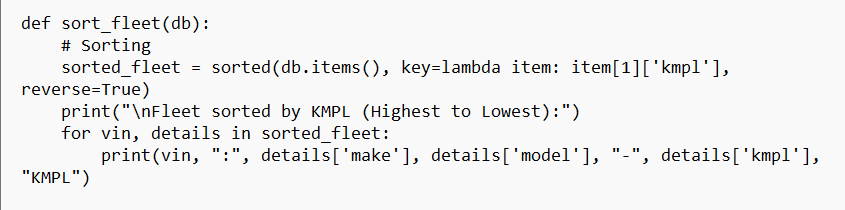 def sort_fleet(db):
    # Sorting
    sorted_fleet = sorted(db.items(), key=lambda item: item[1]['kmpl'],
reverse=True)
    print("\nFleet sorted by KMPL (Highest to Lowest):")
    for vin, details in sorted_fleet:
        print(vin, ":", details['make'], details['model'], "-", details['kmpl'],
"KMPL")